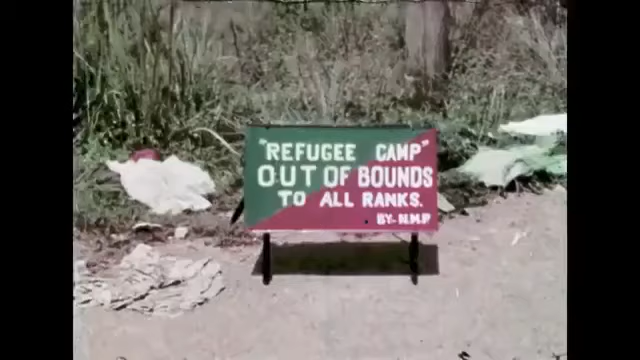 "REFUGEE CAMP"
OUT OF BOUNDS
TO ALL RANKS.
BY-N.M.P